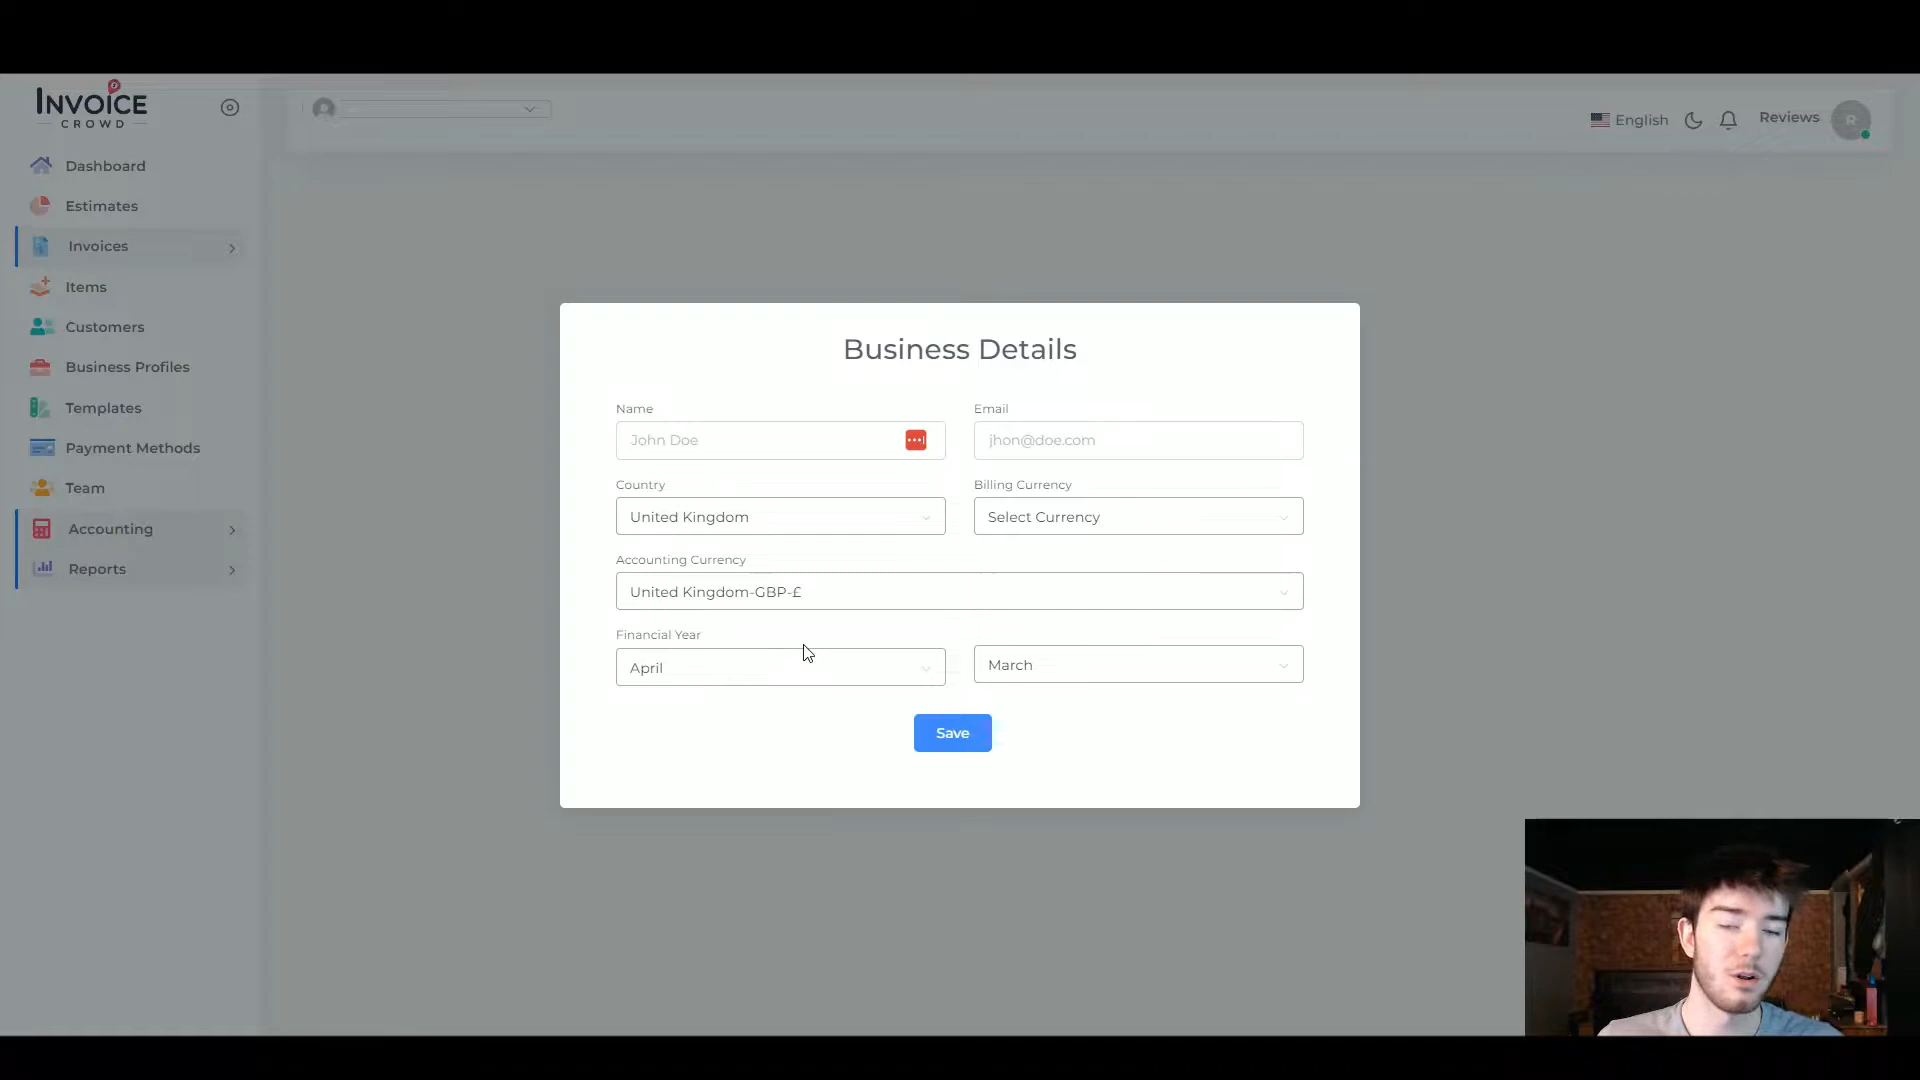 INVOICE
CROWD
English
Reviews
R
Dashboard
Estimates
Invoices
Items
Customers
Business Profiles
Templates
Payment Methods
Team
Accounting
Reports
Business Details
Name
Email
John Doe
jhon@doe.com
Country
Billing Currency
United Kingdom
Select Currency
Accounting Currency
United Kingdom-GBP-£
Financial Year
April
March
Save